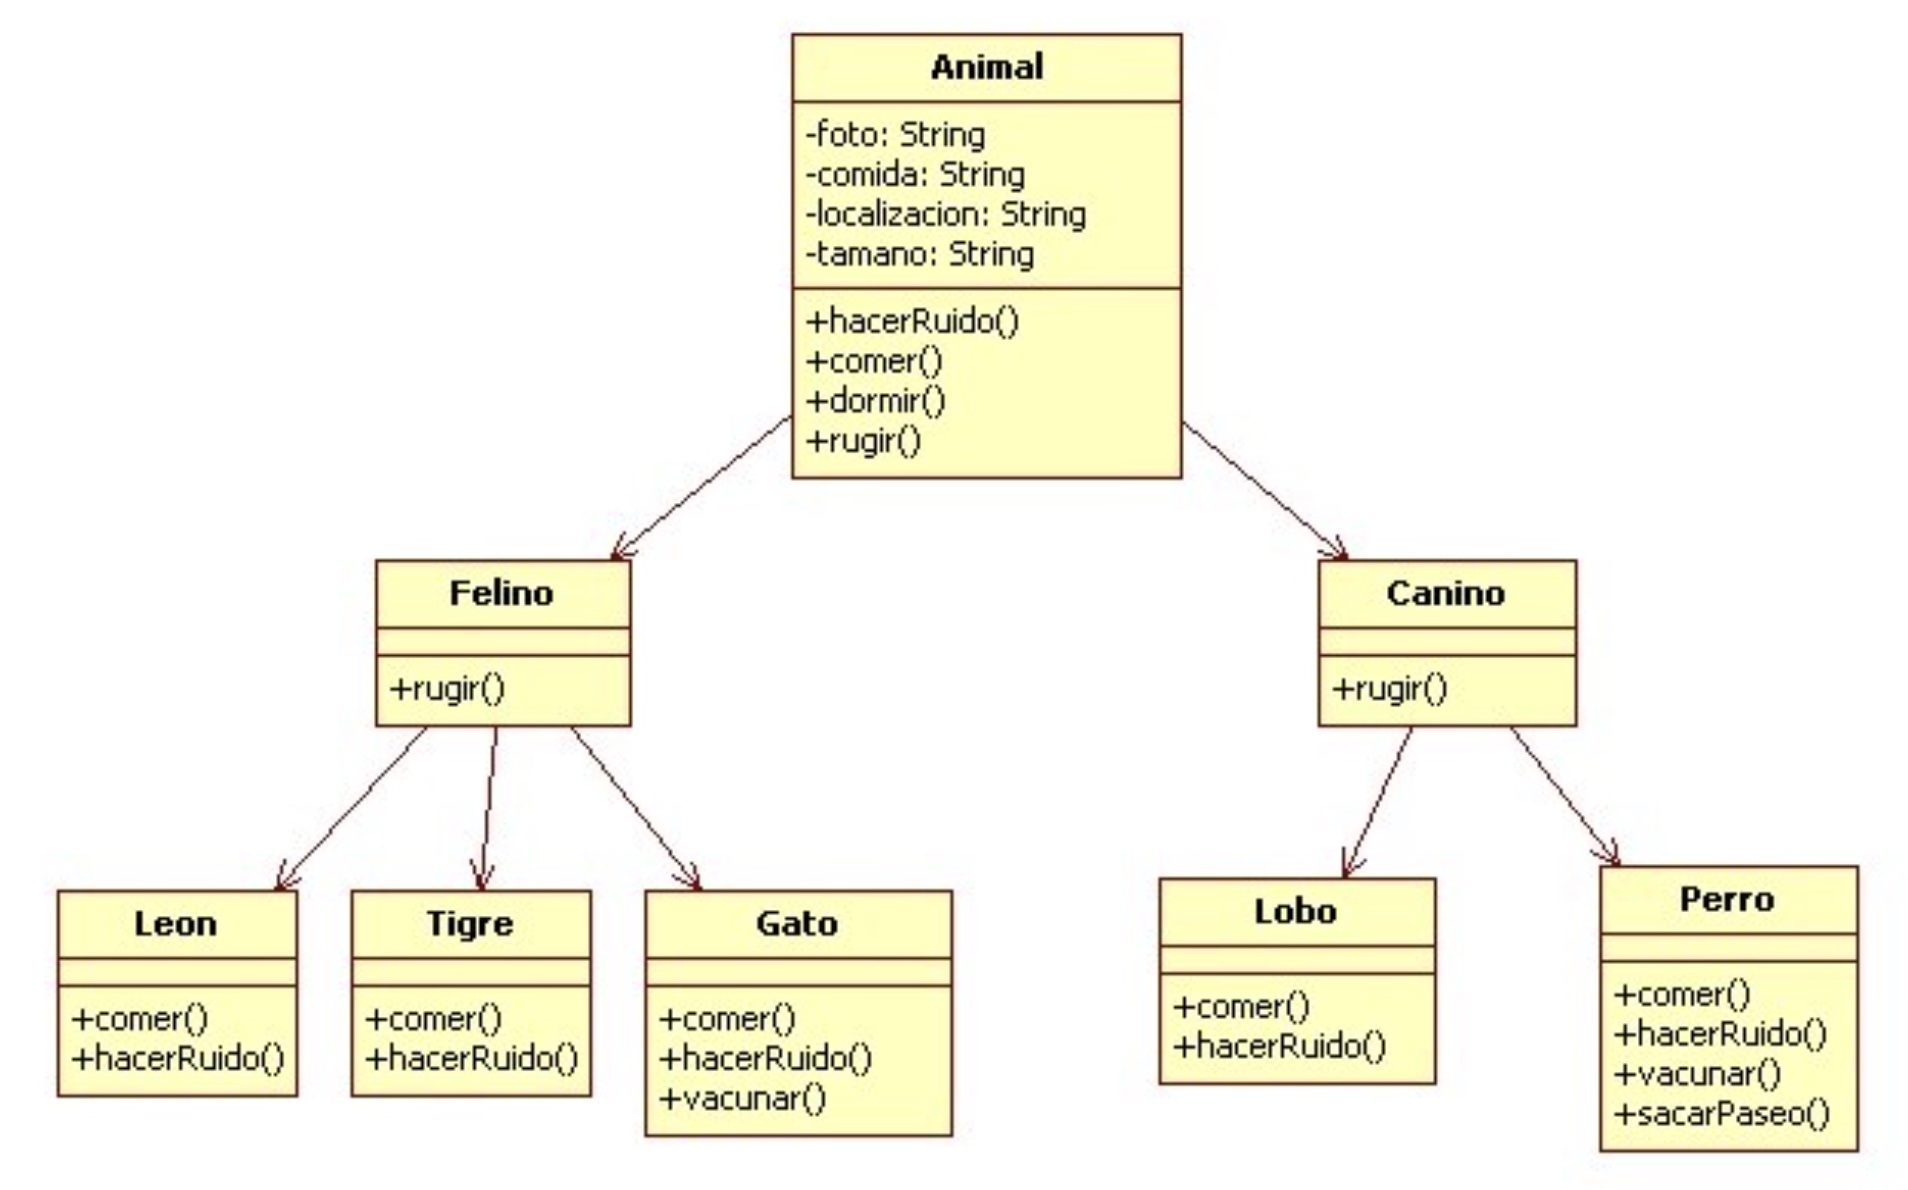 Animal
-foto: String
-comida: String
-localizacion: String
-tamano: String
+hacerRuido()
+comer()
+dormir()
+rugir()
Felino
+rugir()
Canino
+rugir()
Leon
+comer()
+hacerRuido()
Tigre
+comer()
+hacerRuido()
Gato
+comer()
+hacerRuido()
+vacunar()
Lobo
+comer()
+hacerRuido()
Perro
+comer()
+hacerRuido()
+vacunar()
+sacarPaseo()